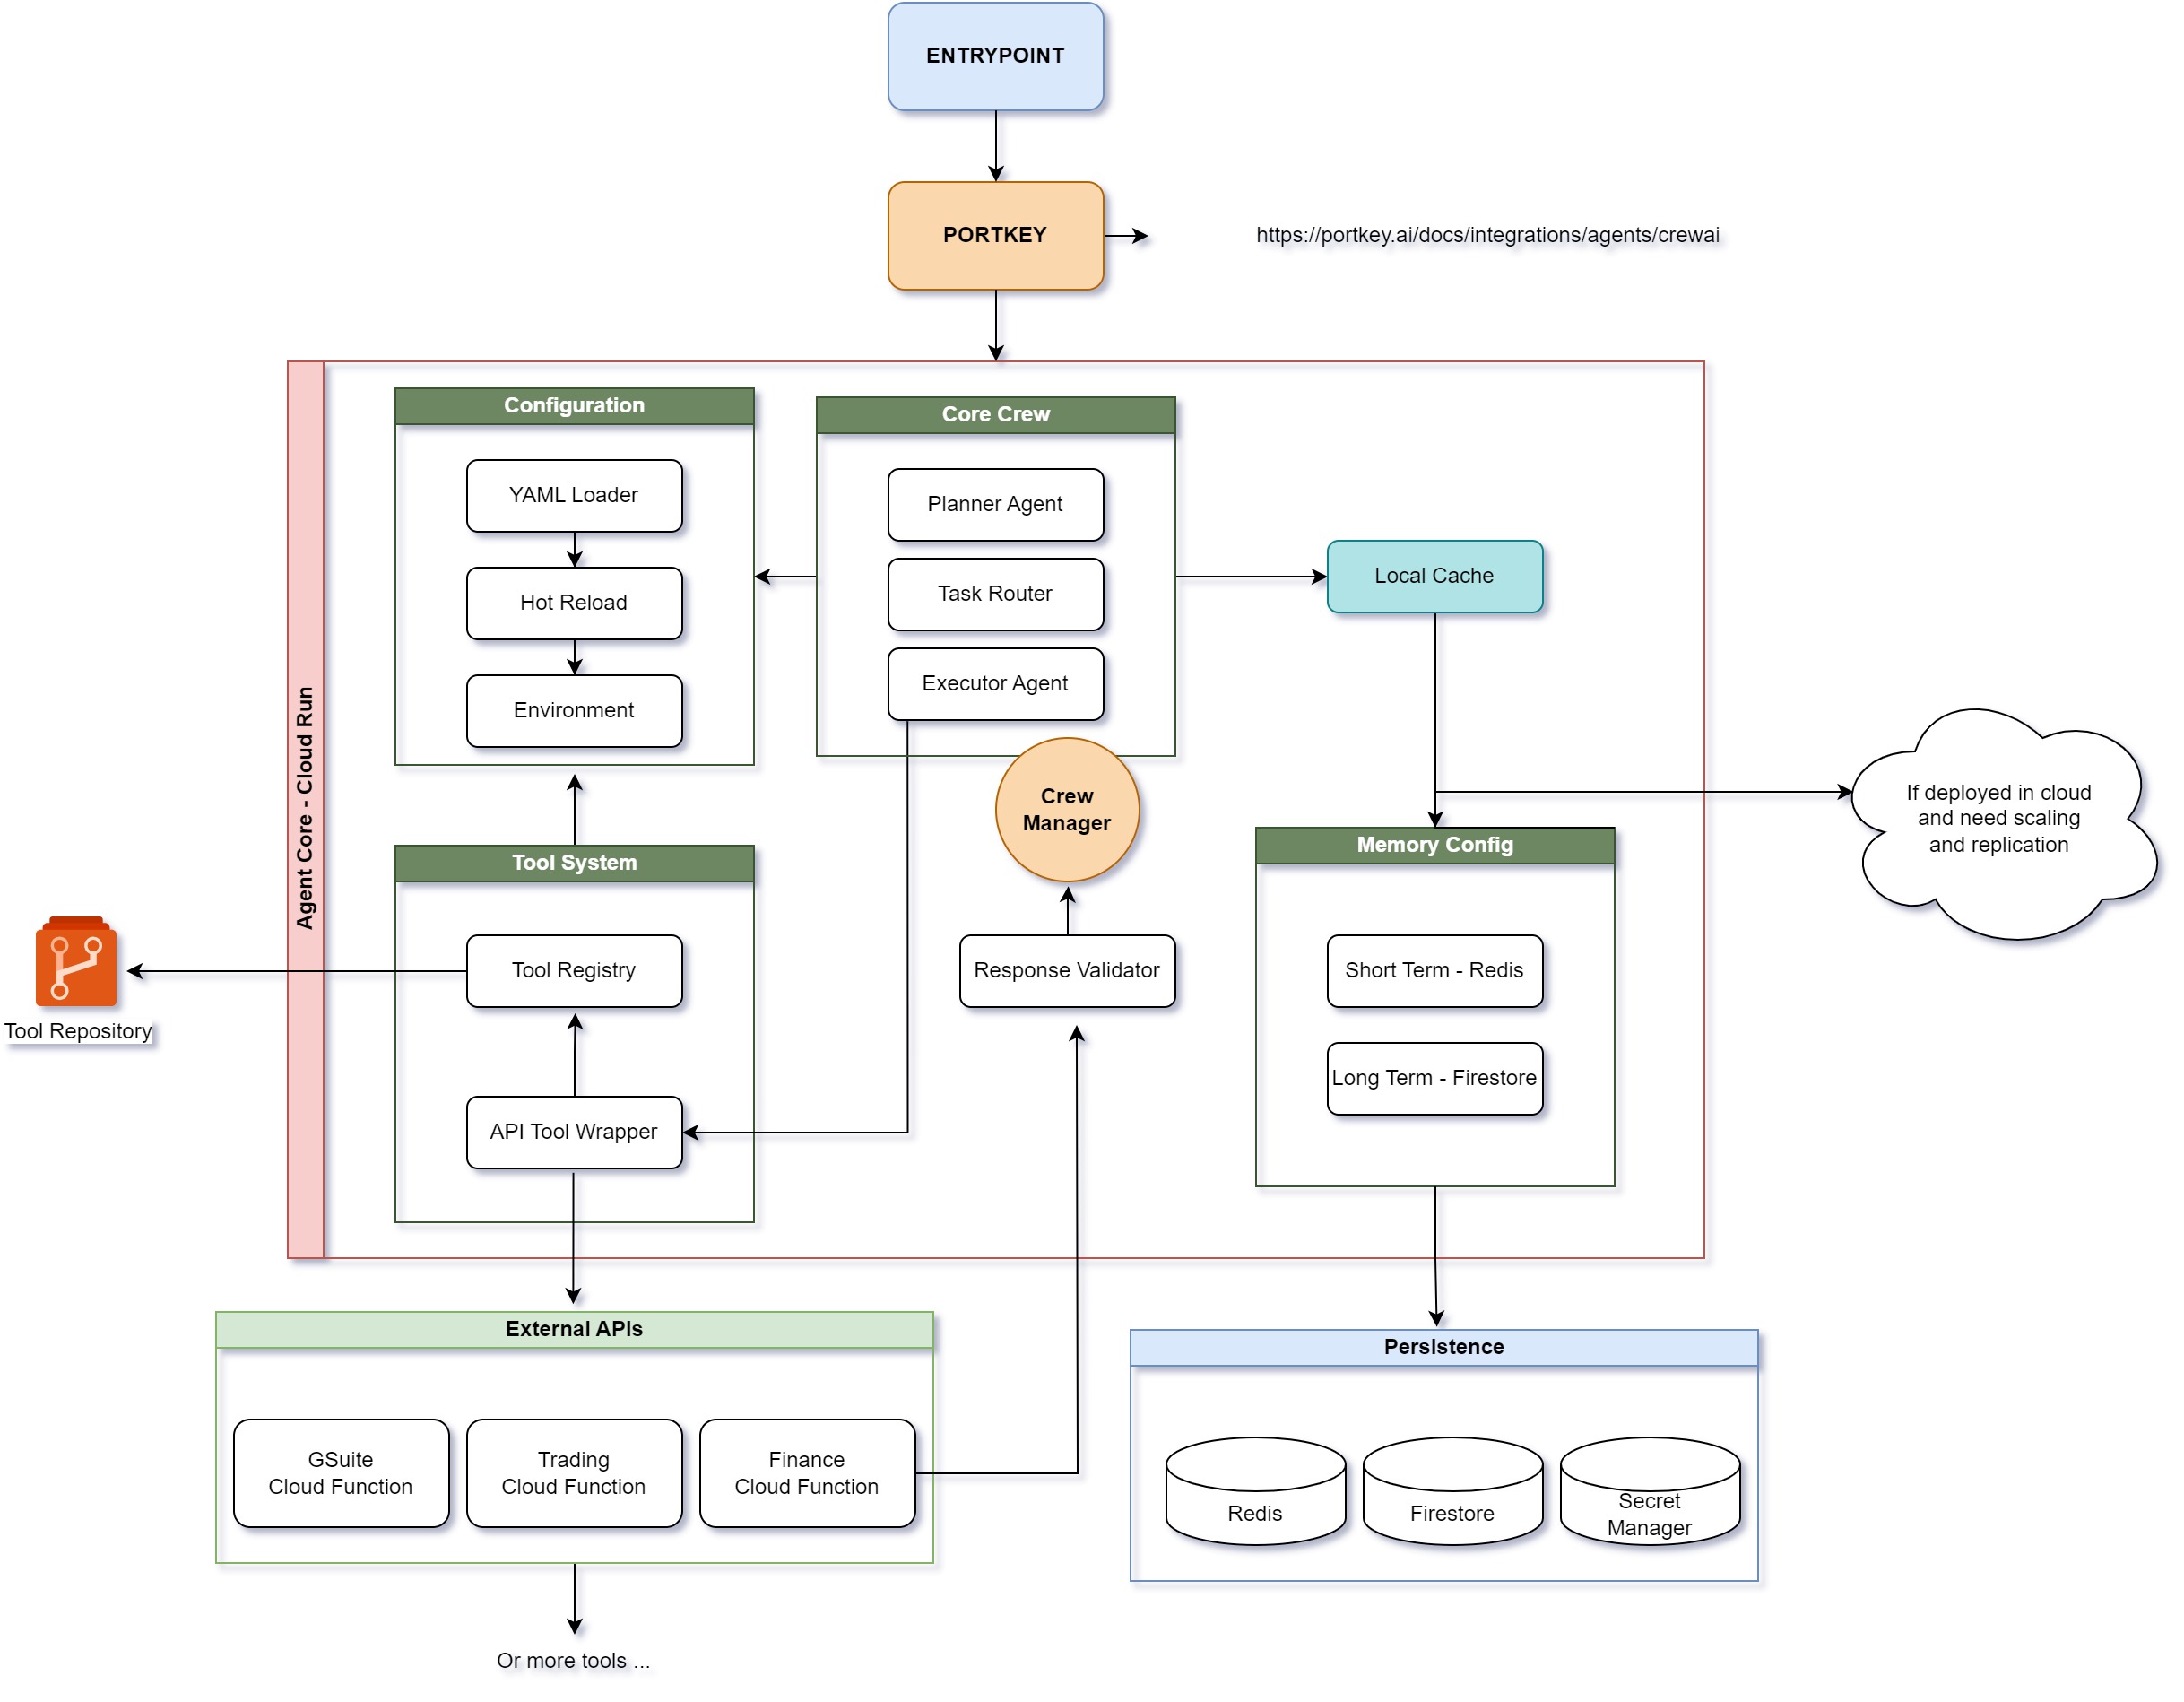 ENTRYPOINT
PORTKEY
https://portkey.ai/docs/integrations/agents/crewai
Agent Core - Cloud Run
Configuration
YAML Loader
Hot Reload
Environment
Core Crew
Planner Agent
Task Router
Executor Agent
Local Cache
Crew
Manager
If deployed in cloud
and need scaling
and replication
Tool System
Tool Registry
API Tool Wrapper
Tool Repository
Response Validator
Memory Config
Short Term - Redis
Long Term - Firestore
External APIs
GSuite
Cloud Function
Trading
Cloud Function
Finance
Cloud Function
Or more tools ...
Persistence
Redis
Firestore
Secret
Manager